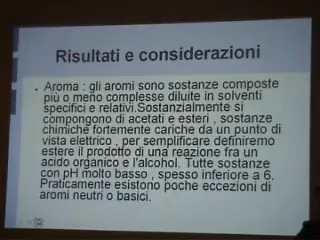 Risultati e considerazioni
• Aroma : gli aromi sono sostanze composte
più o meno complesse diluite in solventi
specifici e relativi.Sostanzialmente si
compongono di acetati e esteri , sostanze
chimiche fortemente cariche da un punto di
vista elettrico , per semplificare definiremo
estere il prodotto di una reazione fra un
acido organico e l'alcohol. Tutte sostanze
con pH molto basso , spesso inferiore a 6.
Praticamente esistono poche eccezioni di
aromi neutri o basici.